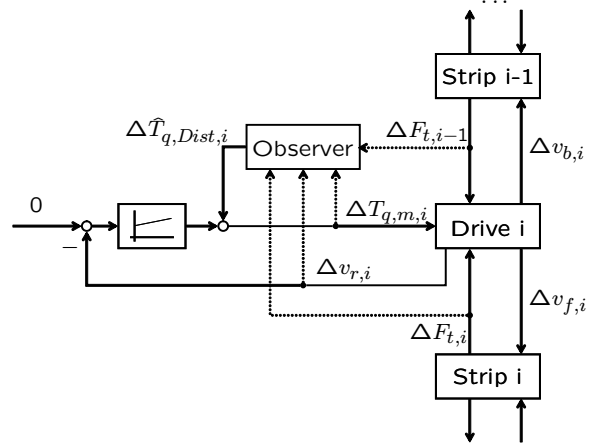 ...
Strip i-1
ΔT̂_{q,Dist,i}
ΔF_{t,i−1}
Observer
Δv_{b,i}
0
ΔT_{q,m,i}
Drive i
−
Δv_{r,i}
Δv_{f,i}
ΔF_{t,i}
Strip i